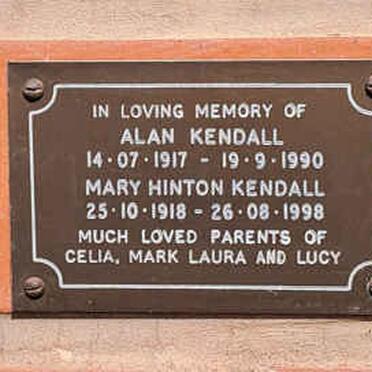 IN LOVING MEMORY OF
ALAN KENDALL
14·07·1917 - 19·9·1990
MARY HINTON KENDALL
25·10·1918 - 26·08·1998
MUCH LOVED PARENTS OF
CELIA, MARK LAURA AND LUCY